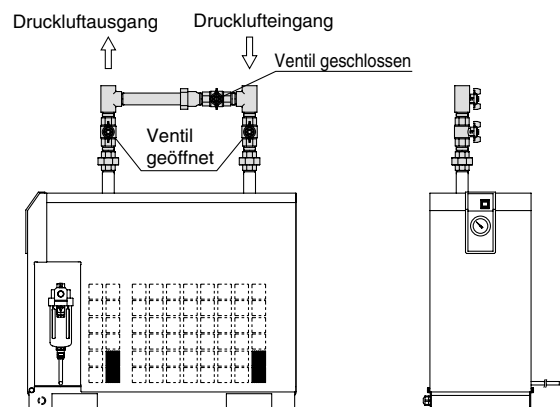 Druckluftausgang
Drucklufteingang
Ventil geschlossen
Ventil
geöffnet